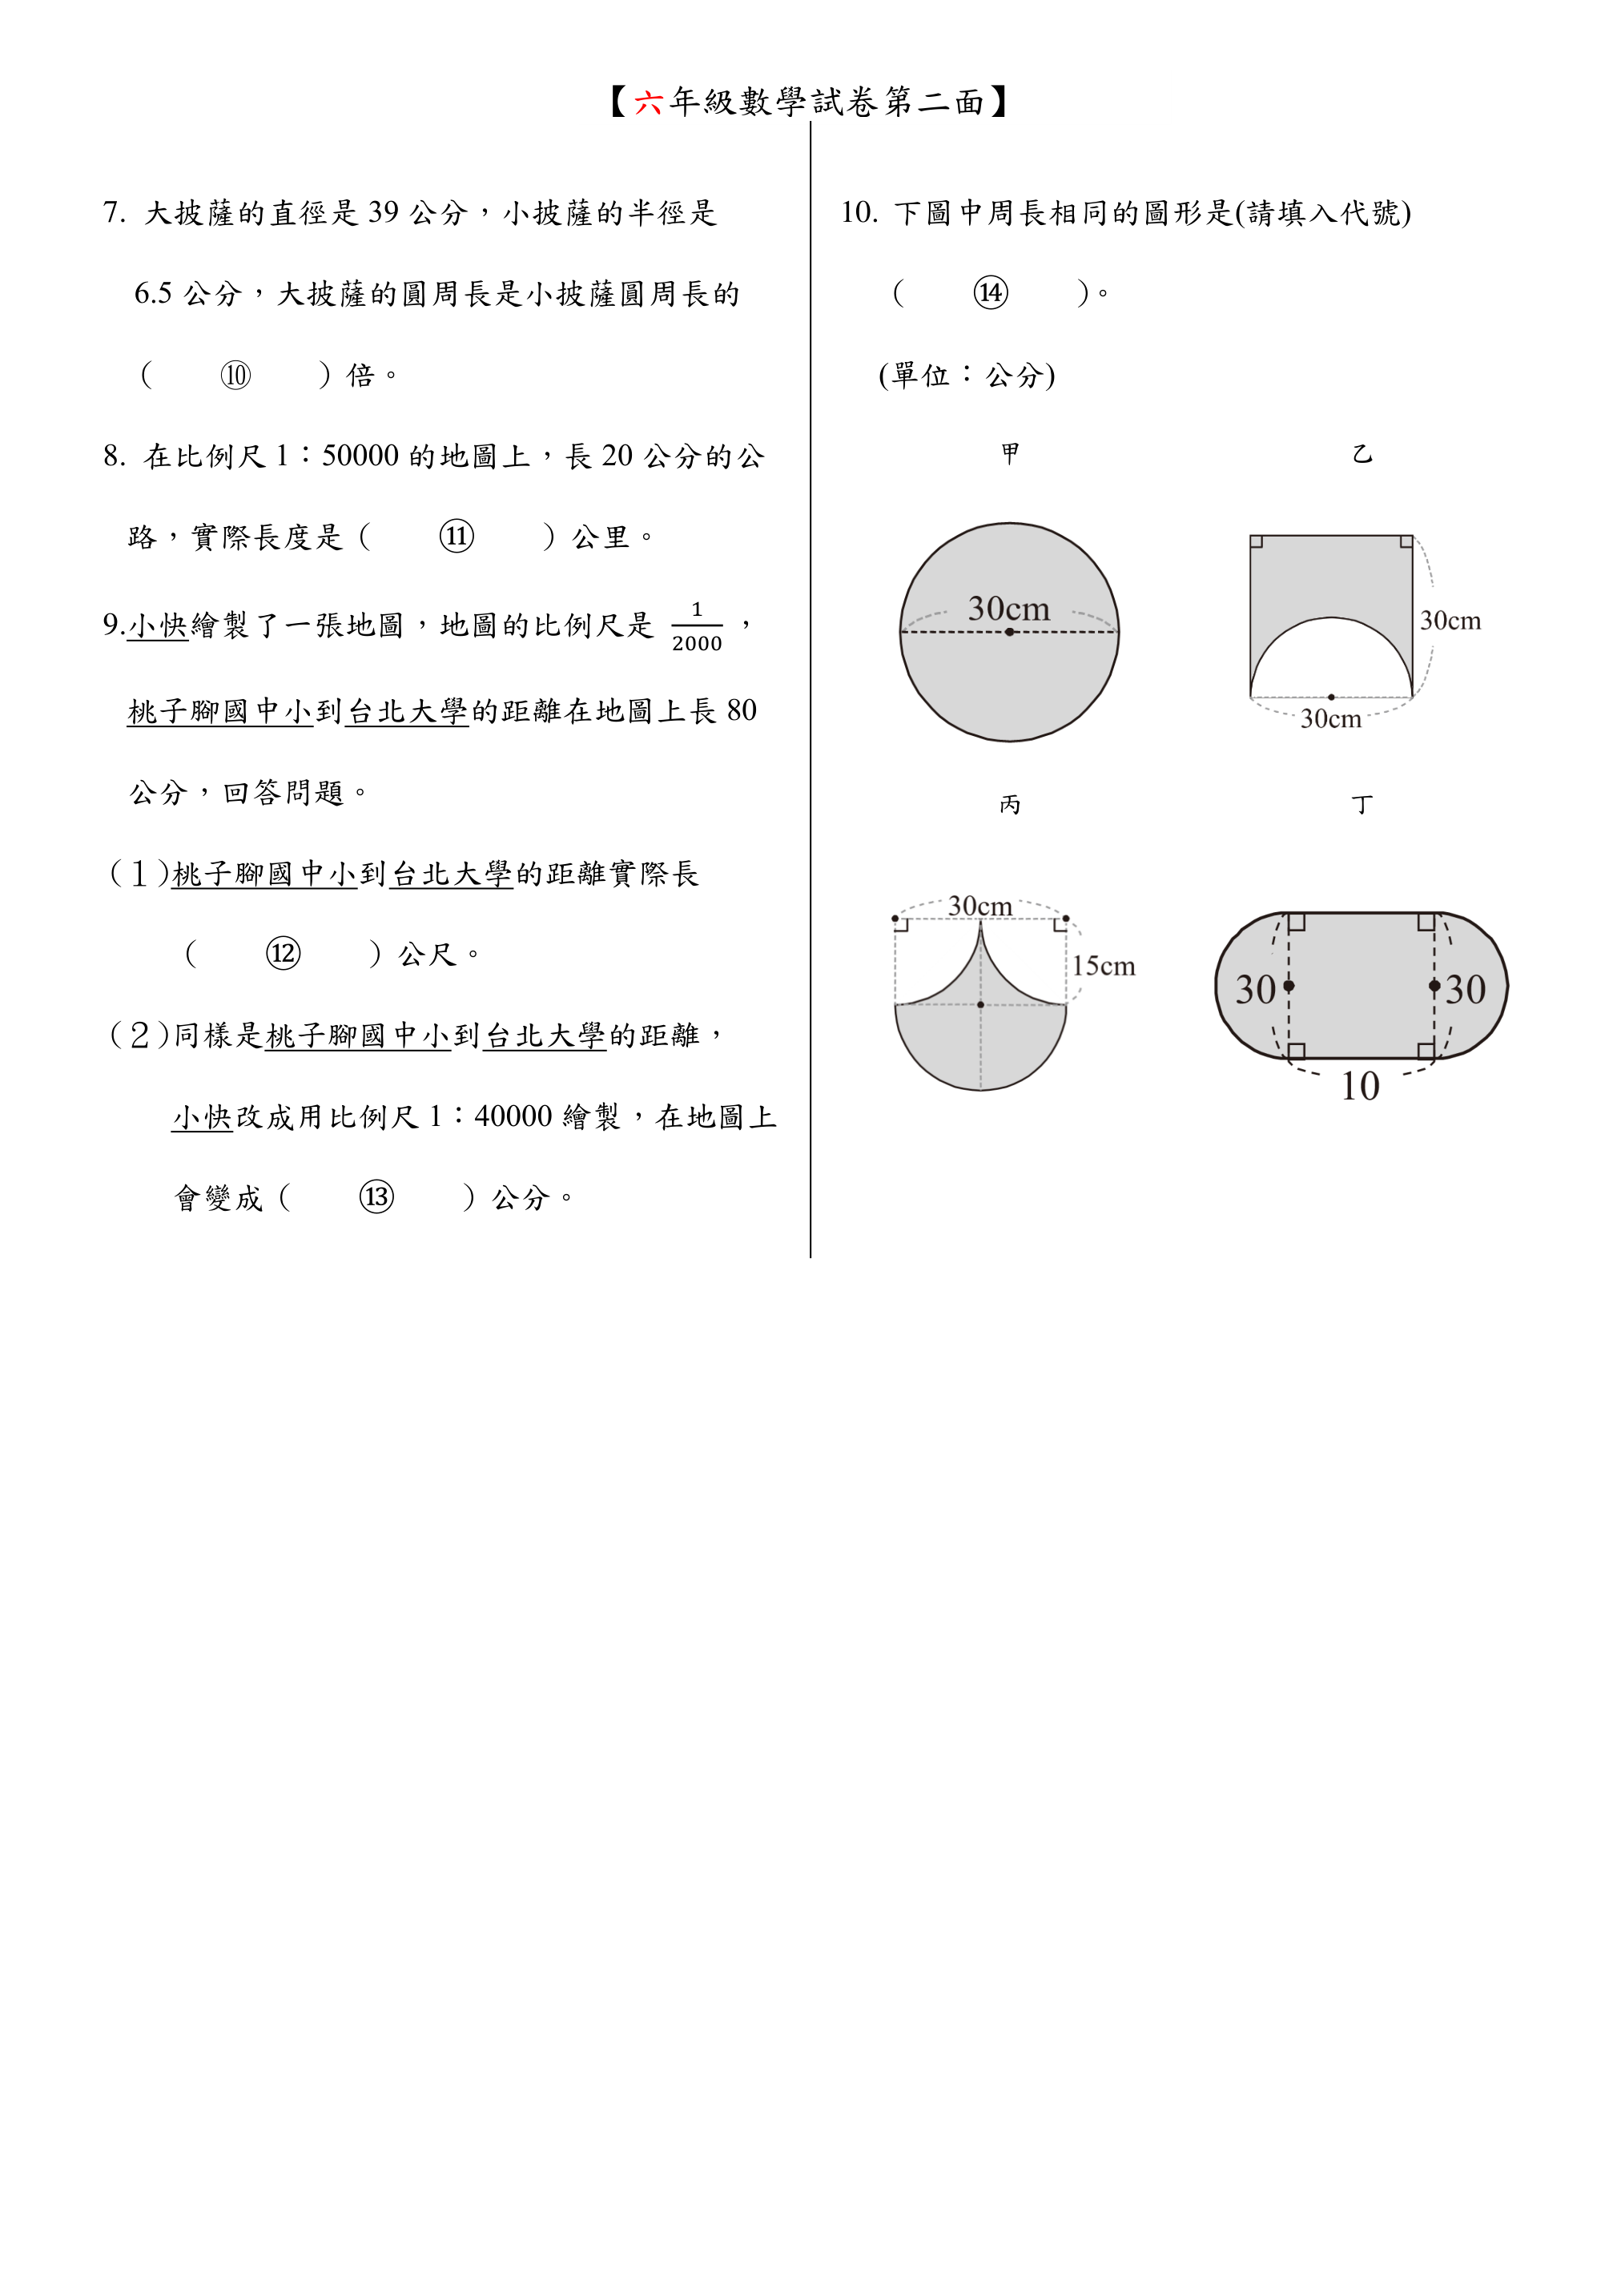 【六年級數學試卷第二面】
7. 大披薩的直徑是 39 公分，小披薩的半徑是
6.5 公分，大披薩的圓周長是小披薩圓周長的
（ ⑩ ）倍。
8. 在比例尺 1：50000 的地圖上，長 20 公分的公
路，實際長度是（ ⑪ ）公里。
9.小快繪製了一張地圖，地圖的比例尺是 1/2000 ，
桃子腳國中小到台北大學的距離在地圖上長 80
公分，回答問題。
（1）桃子腳國中小到台北大學的距離實際長
（ ⑫ ）公尺。
（2）同樣是桃子腳國中小到台北大學的距離，
小快改成用比例尺 1：40000 繪製，在地圖上
會變成（ ⑬ ）公分。
10. 下圖中周長相同的圖形是(請填入代號)
（ ⑭ ）。
(單位：公分)
甲 乙
30cm
30cm
30cm
丙 丁
30cm
15cm
30 30
10